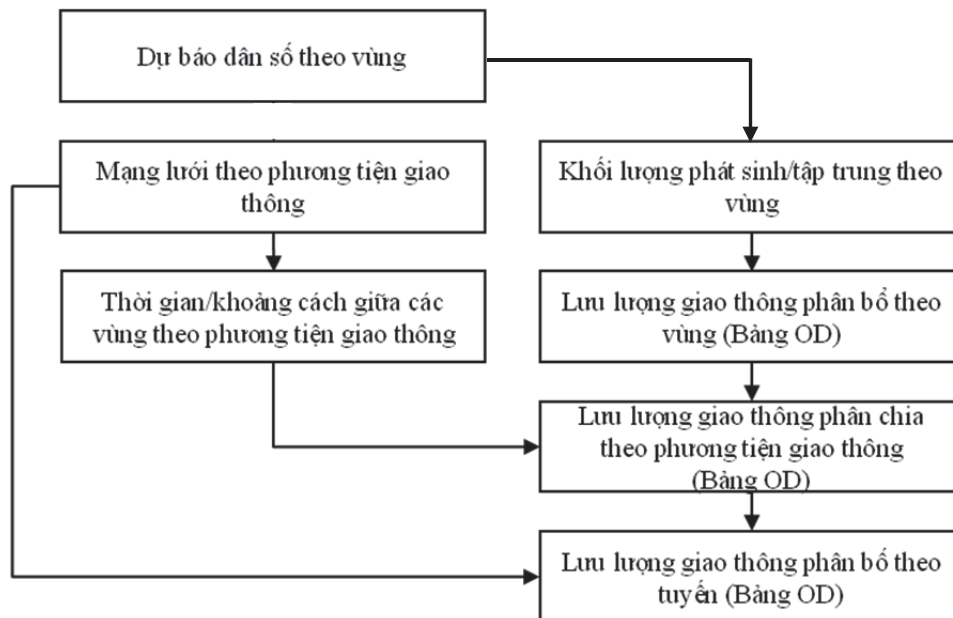 Dự báo dân số theo vùng
Mạng lưới theo phương tiện giao
thông
Khối lượng phát sinh/tập trung theo
vùng
Thời gian/khoảng cách giữa các
vùng theo phương tiện giao thông
Lưu lượng giao thông phân bổ theo
vùng (Bảng OD)
Lưu lượng giao thông phân chia
theo phương tiện giao thông
(Bảng OD)
Lưu lượng giao thông phân bổ theo
tuyến (Bảng OD)